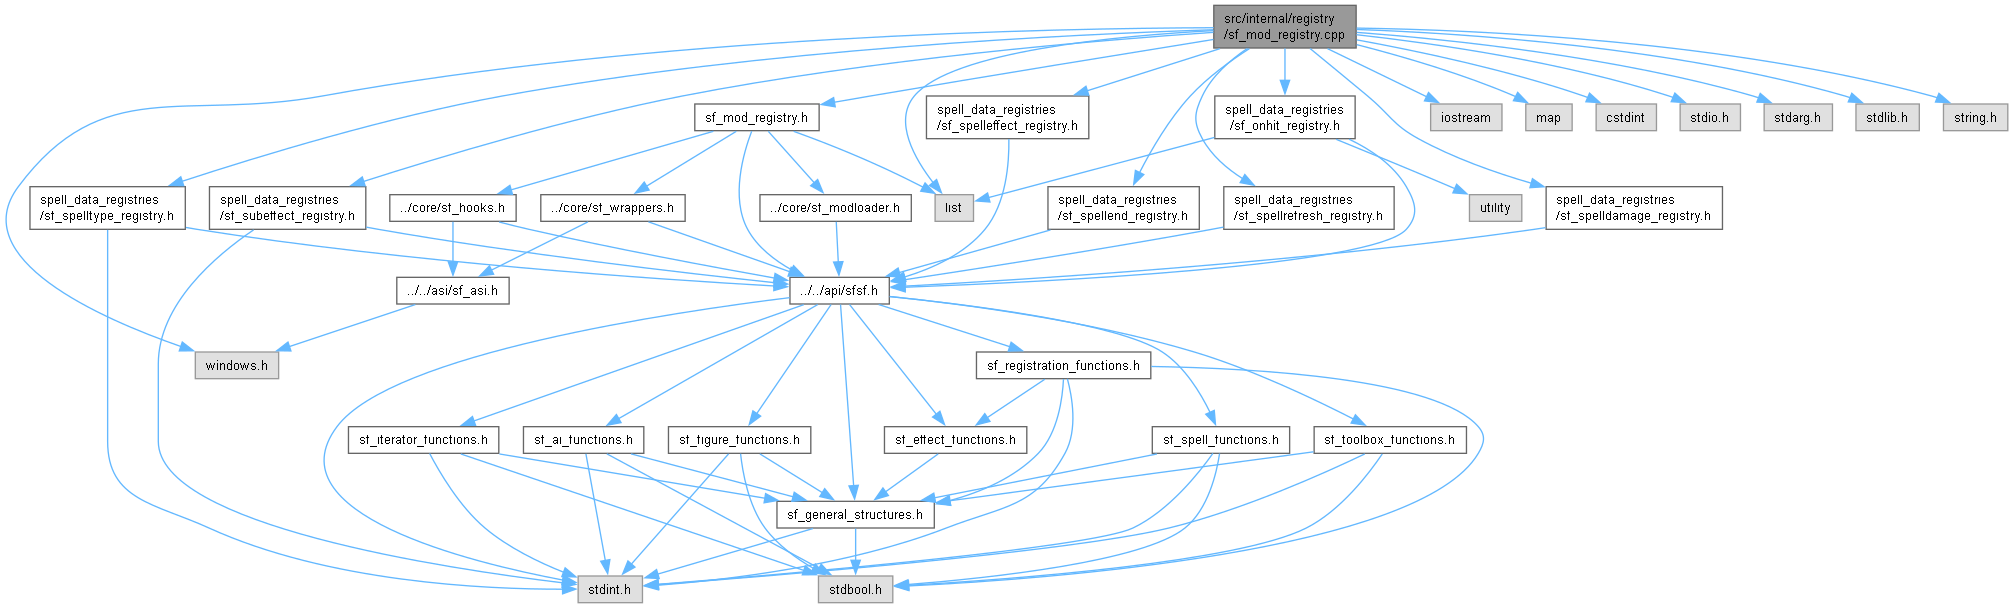 src/internal/registry
/sf_mod_registry.cpp
sf_mod_registry.h
spell_data_registries
/sf_spelleffect_registry.h
spell_data_registries
/sf_onhit_registry.h
iostream
map
cstdint
stdio.h
stdarg.h
stdlib.h
string.h
spell_data_registries
/sf_spelltype_registry.h
spell_data_registries
/sf_subeffect_registry.h
../core/sf_hooks.h
../core/sf_wrappers.h
../core/sf_modloader.h
list
spell_data_registries
/sf_spellend_registry.h
spell_data_registries
/sf_spellrefresh_registry.h
utility
spell_data_registries
/sf_spelldamage_registry.h
../../asi/sf_asi.h
../../api/sfsf.h
windows.h
sf_registration_functions.h
sf_iterator_functions.h
sf_ai_functions.h
sf_figure_functions.h
sf_effect_functions.h
sf_spell_functions.h
sf_toolbox_functions.h
sf_general_structures.h
stdint.h
stdbool.h